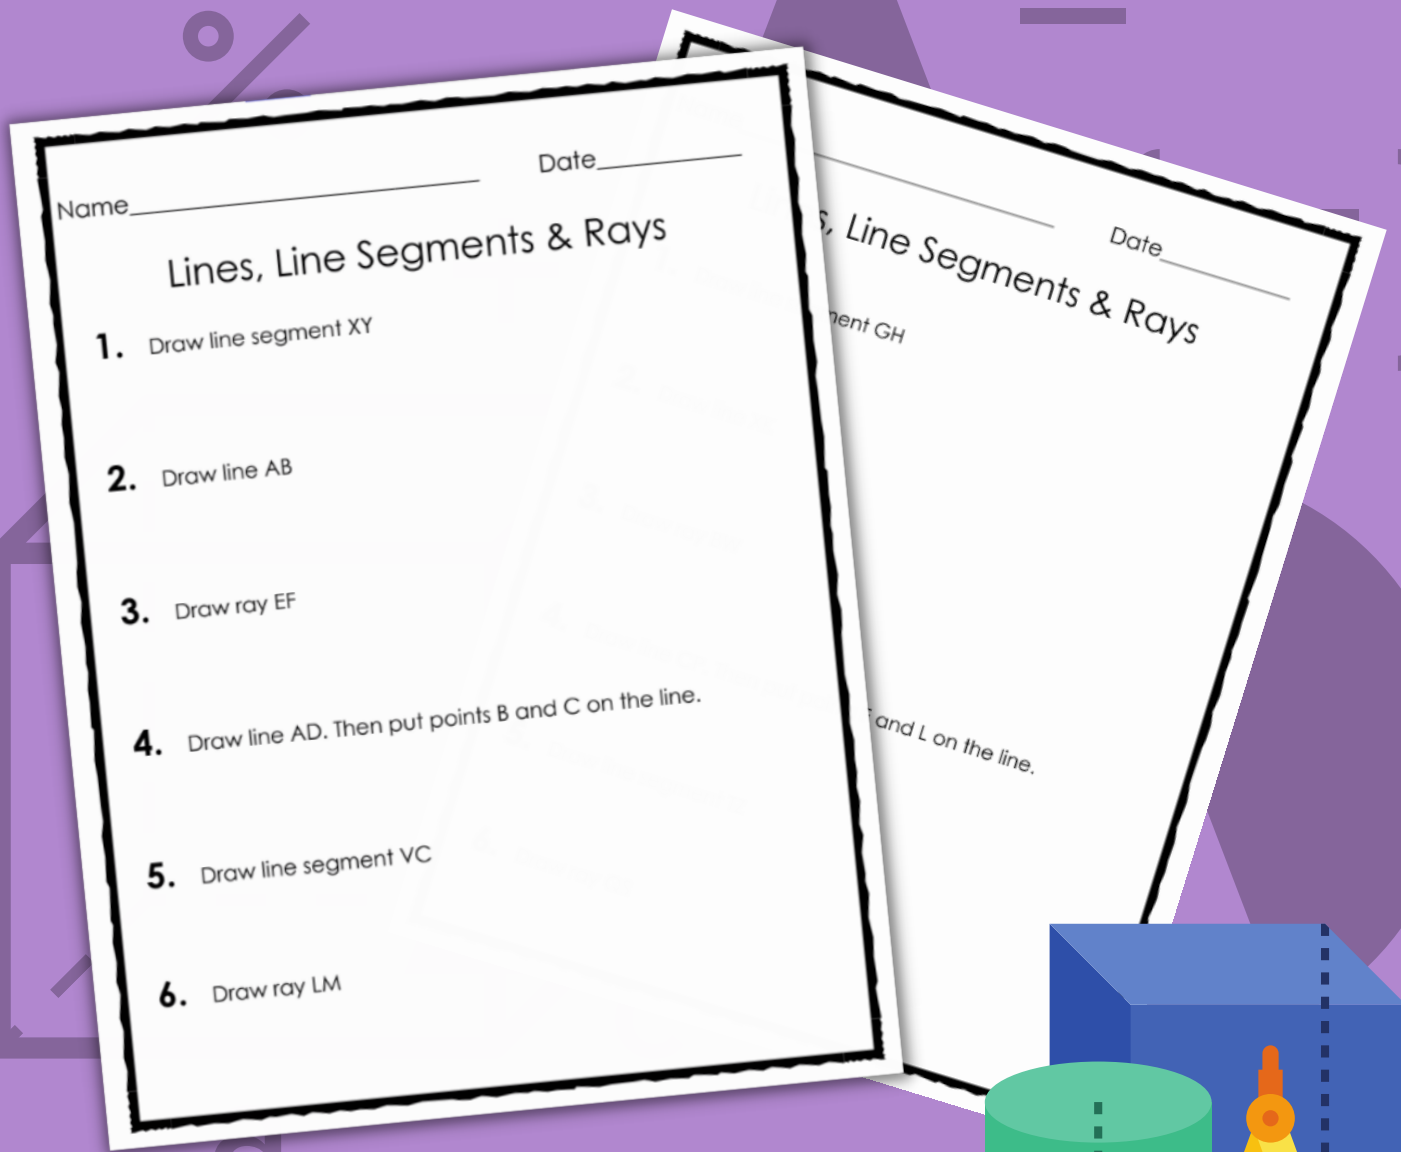 Name
Date
Lines, Line Segments & Rays
1. Draw line segment XY
2. Draw line AB
3. Draw ray EF
4. Draw line AD. Then put points B and C on the line.
5. Draw line segment VC
6. Draw ray LM
Date
Line Segments & Rays
GH
and L on the line.